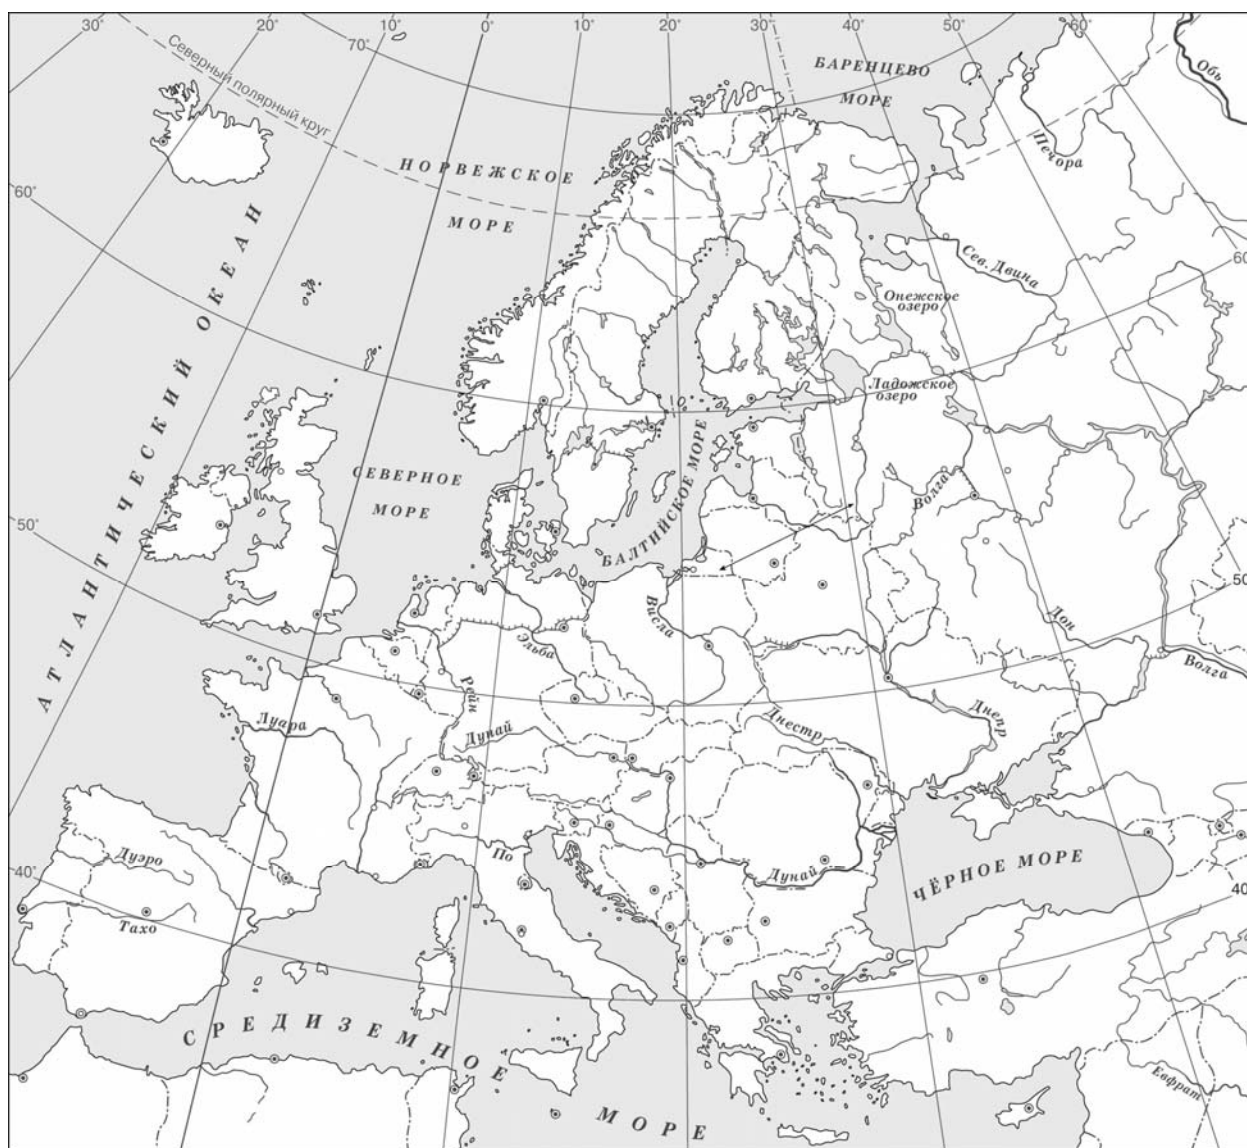 30°
20°
10°
0°
10°
20°
30°
40°
50°
60°
70°
Северный полярный круг
БАРЕНЦЕВО
МОРЕ
Обь
Печора
НОРВЕЖСКОЕ
МОРЕ
60°
АТЛАНТИЧЕСКИЙ ОКЕАН
Сев. Двина
60
Онежское
озеро
Ладожское
озеро
СЕВЕРНОЕ
МОРЕ
БАЛТИЙСКОЕ МОРЕ
Волга
50°
50
Висла
Эльба
Дон
Волга
Рейн
Луара
Дунай
Днестр
Днепр
По
Дуэро
Дунай
ЧЁРНОЕ МОРЕ
40°
40
Тахо
СРЕДИЗЕМНОЕ
МОРЕ
Евфрат